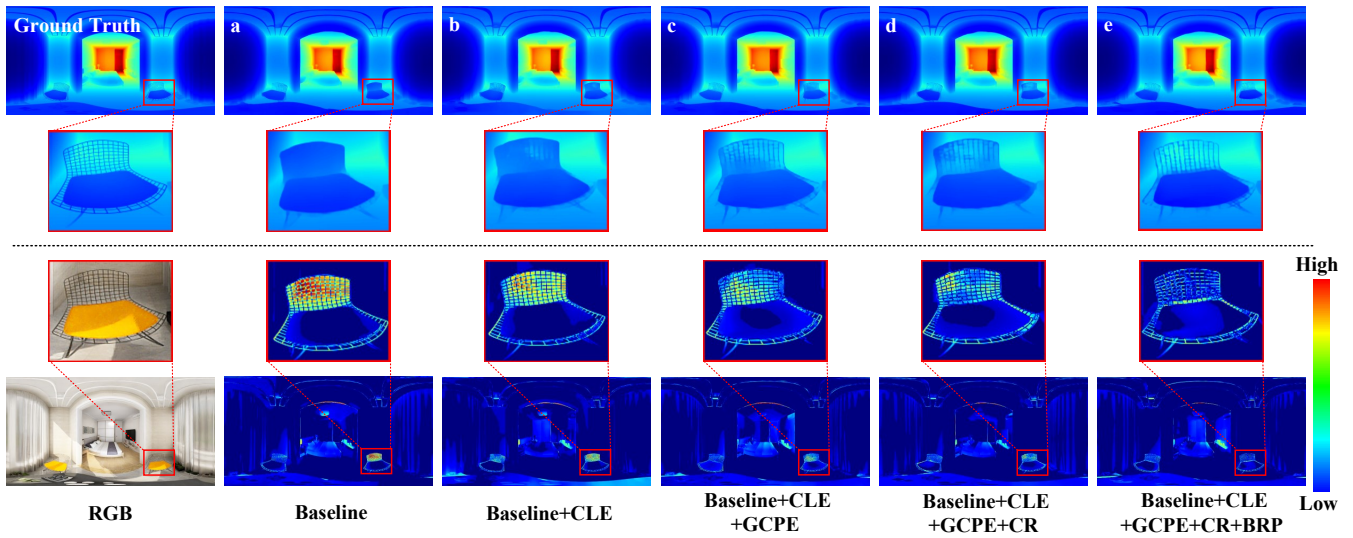 Ground Truth
a
b
c
d
e
High
Low
RGB
Baseline
Baseline+CLE
Baseline+CLE
+GCPE
Baseline+CLE
+GCPE+CR
Baseline+CLE
+GCPE+CR+BRP